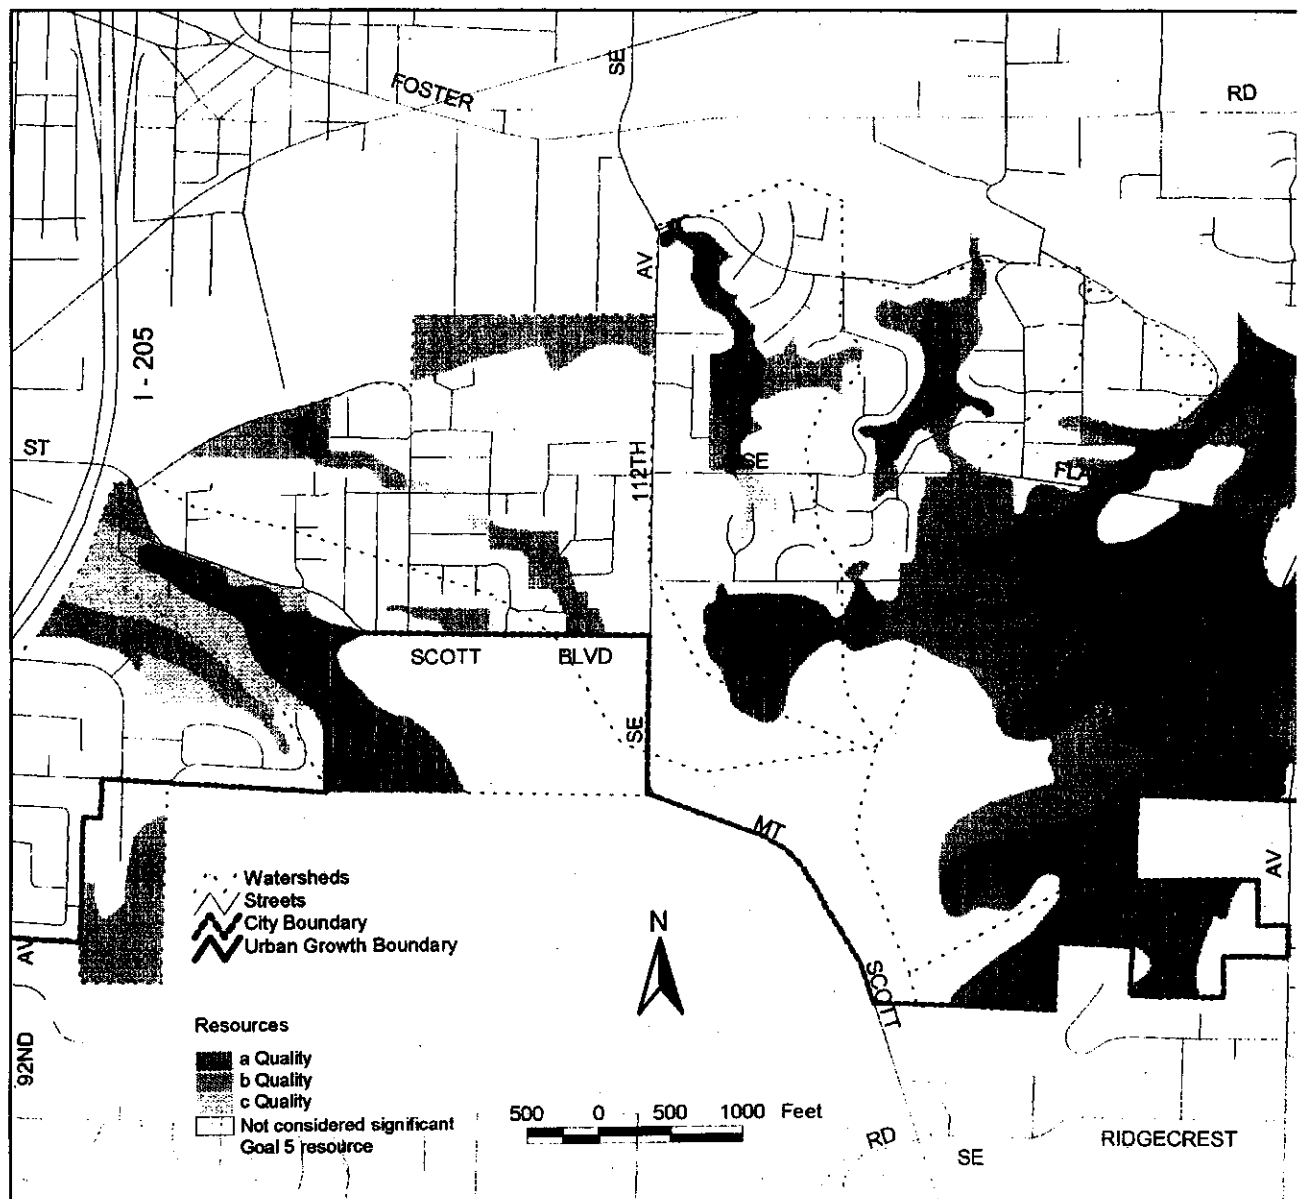 SE
FOSTER
RD
AV
I - 205
ST
112TH
SE
FLA
SCOTT BLVD
SE
MT
AV
Watersheds
Streets
City Boundary
Urban Growth Boundary
N
AV
SCOTT
Resources
a Quality
b Quality
c Quality
Not considered significant
Goal 5 resource
92ND
500 0 500 1000 Feet
RD
SE
RIDGECREST